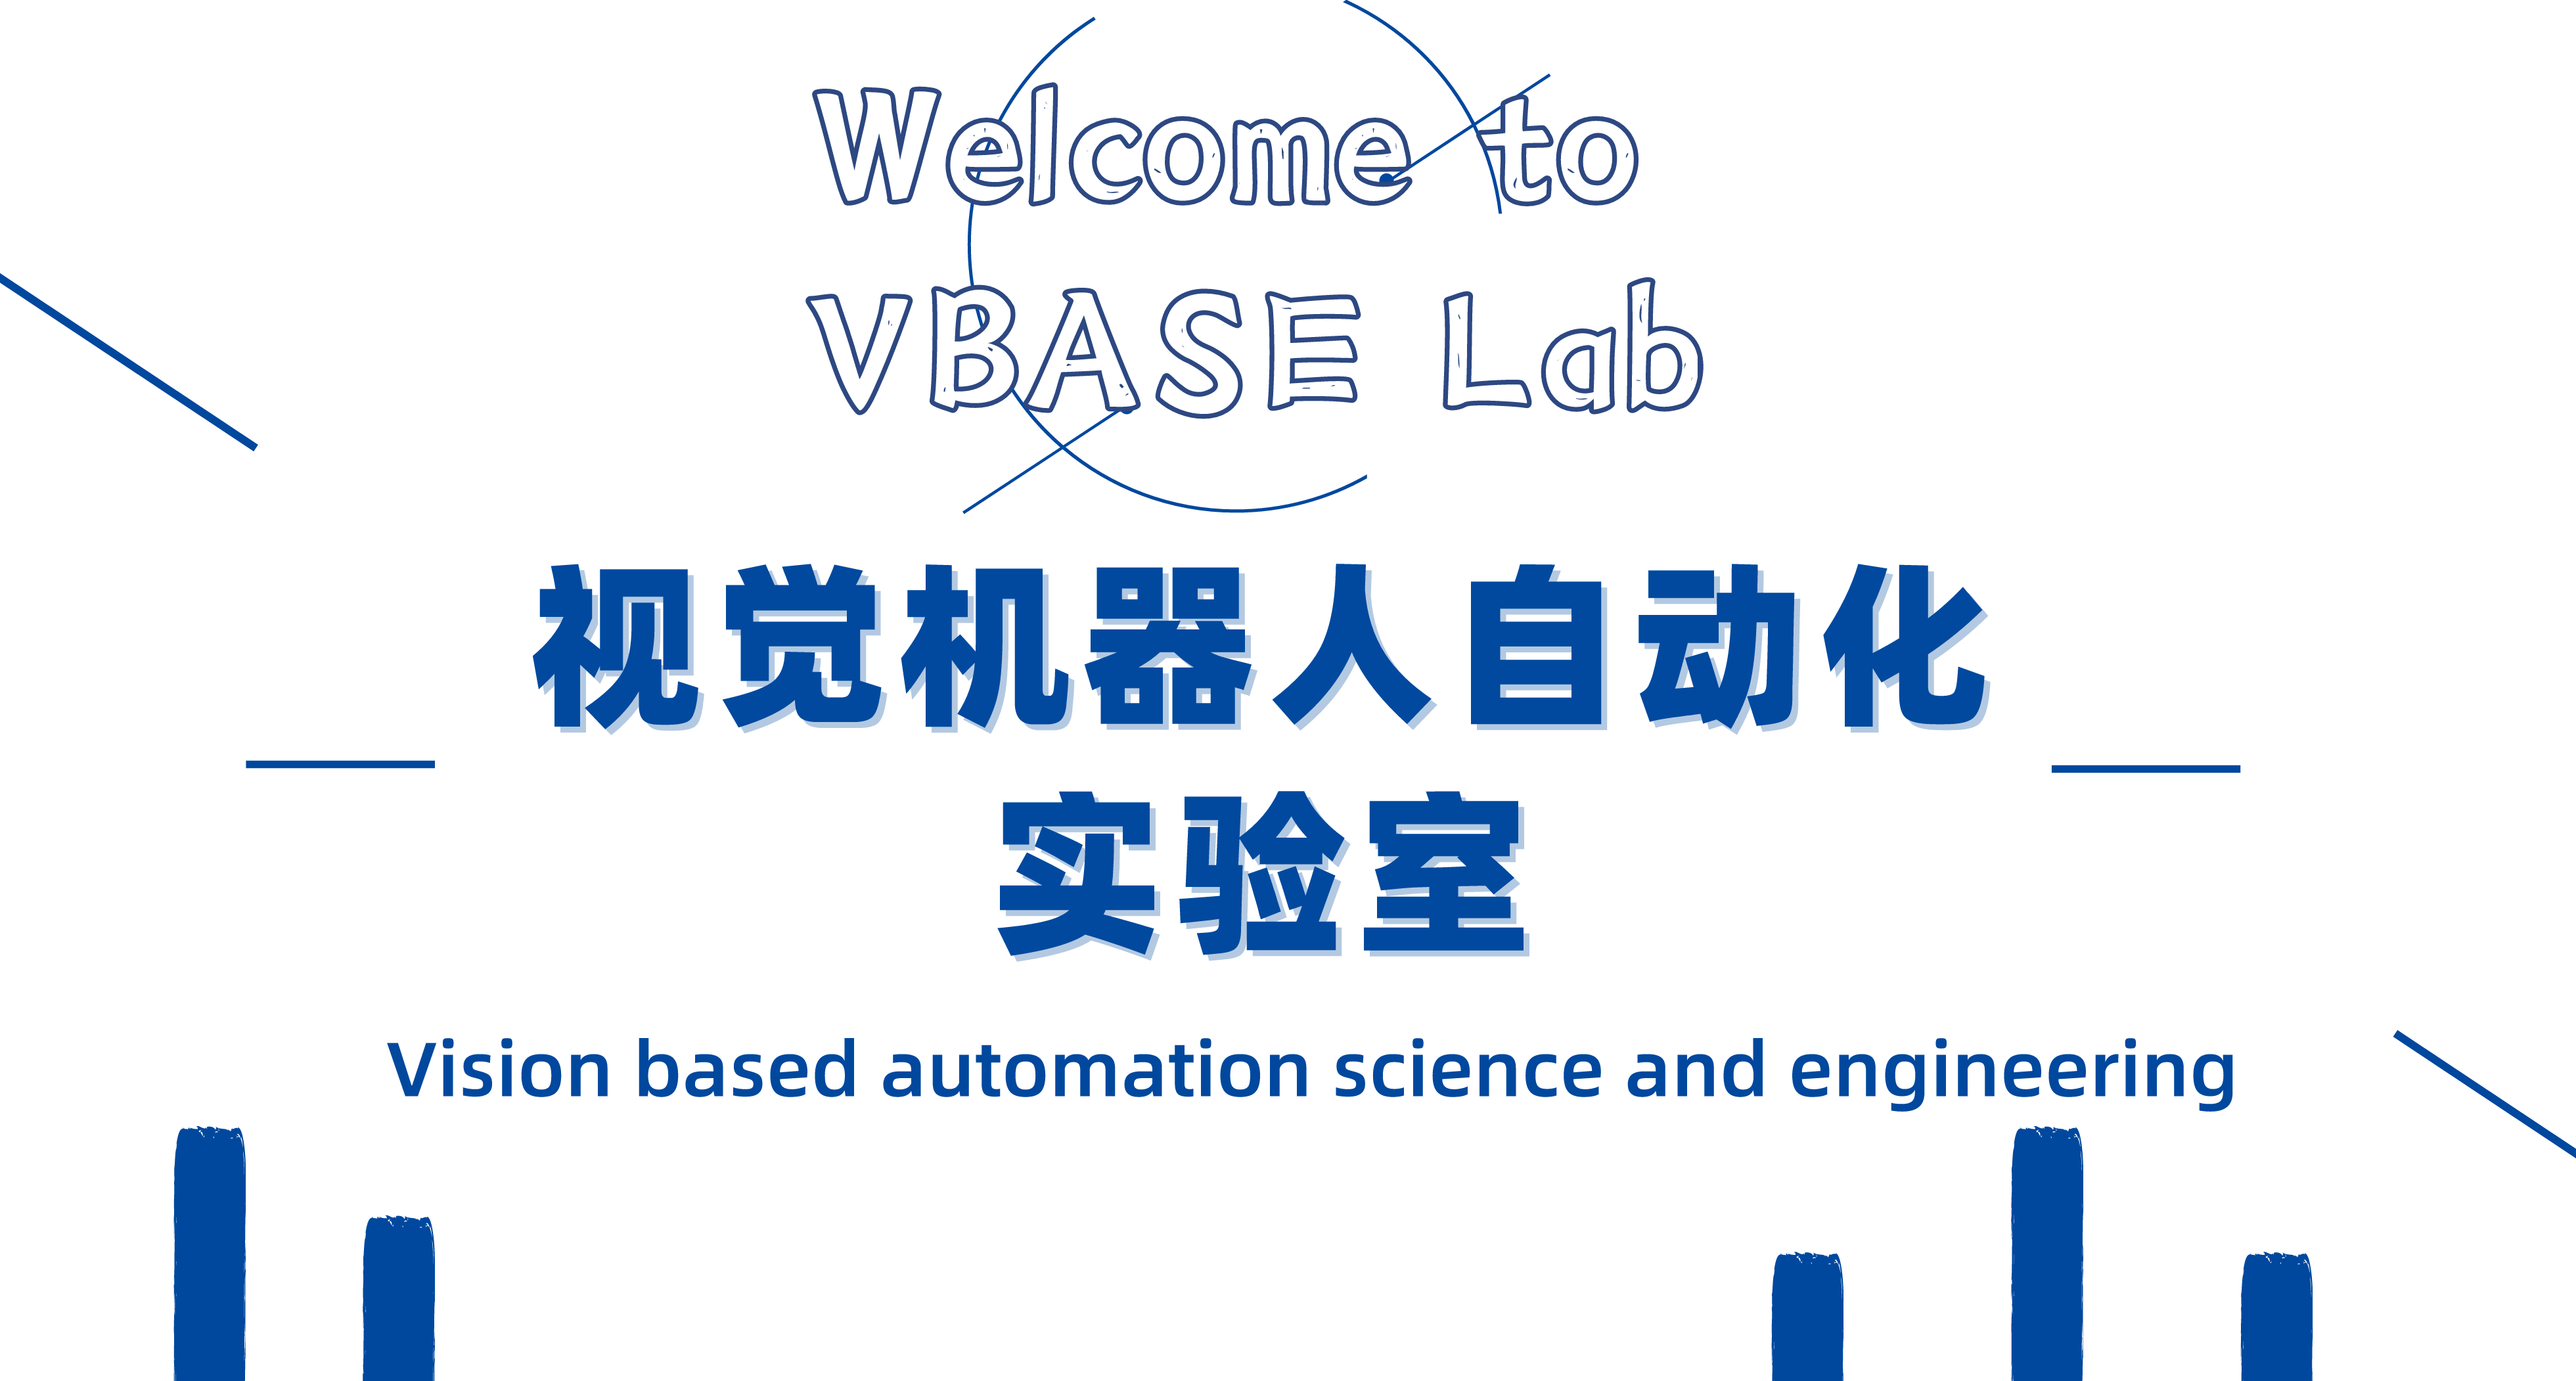 Welcome to
VBASE Lab
视觉机器人自动化
实验室
Vision based automation science and engineering